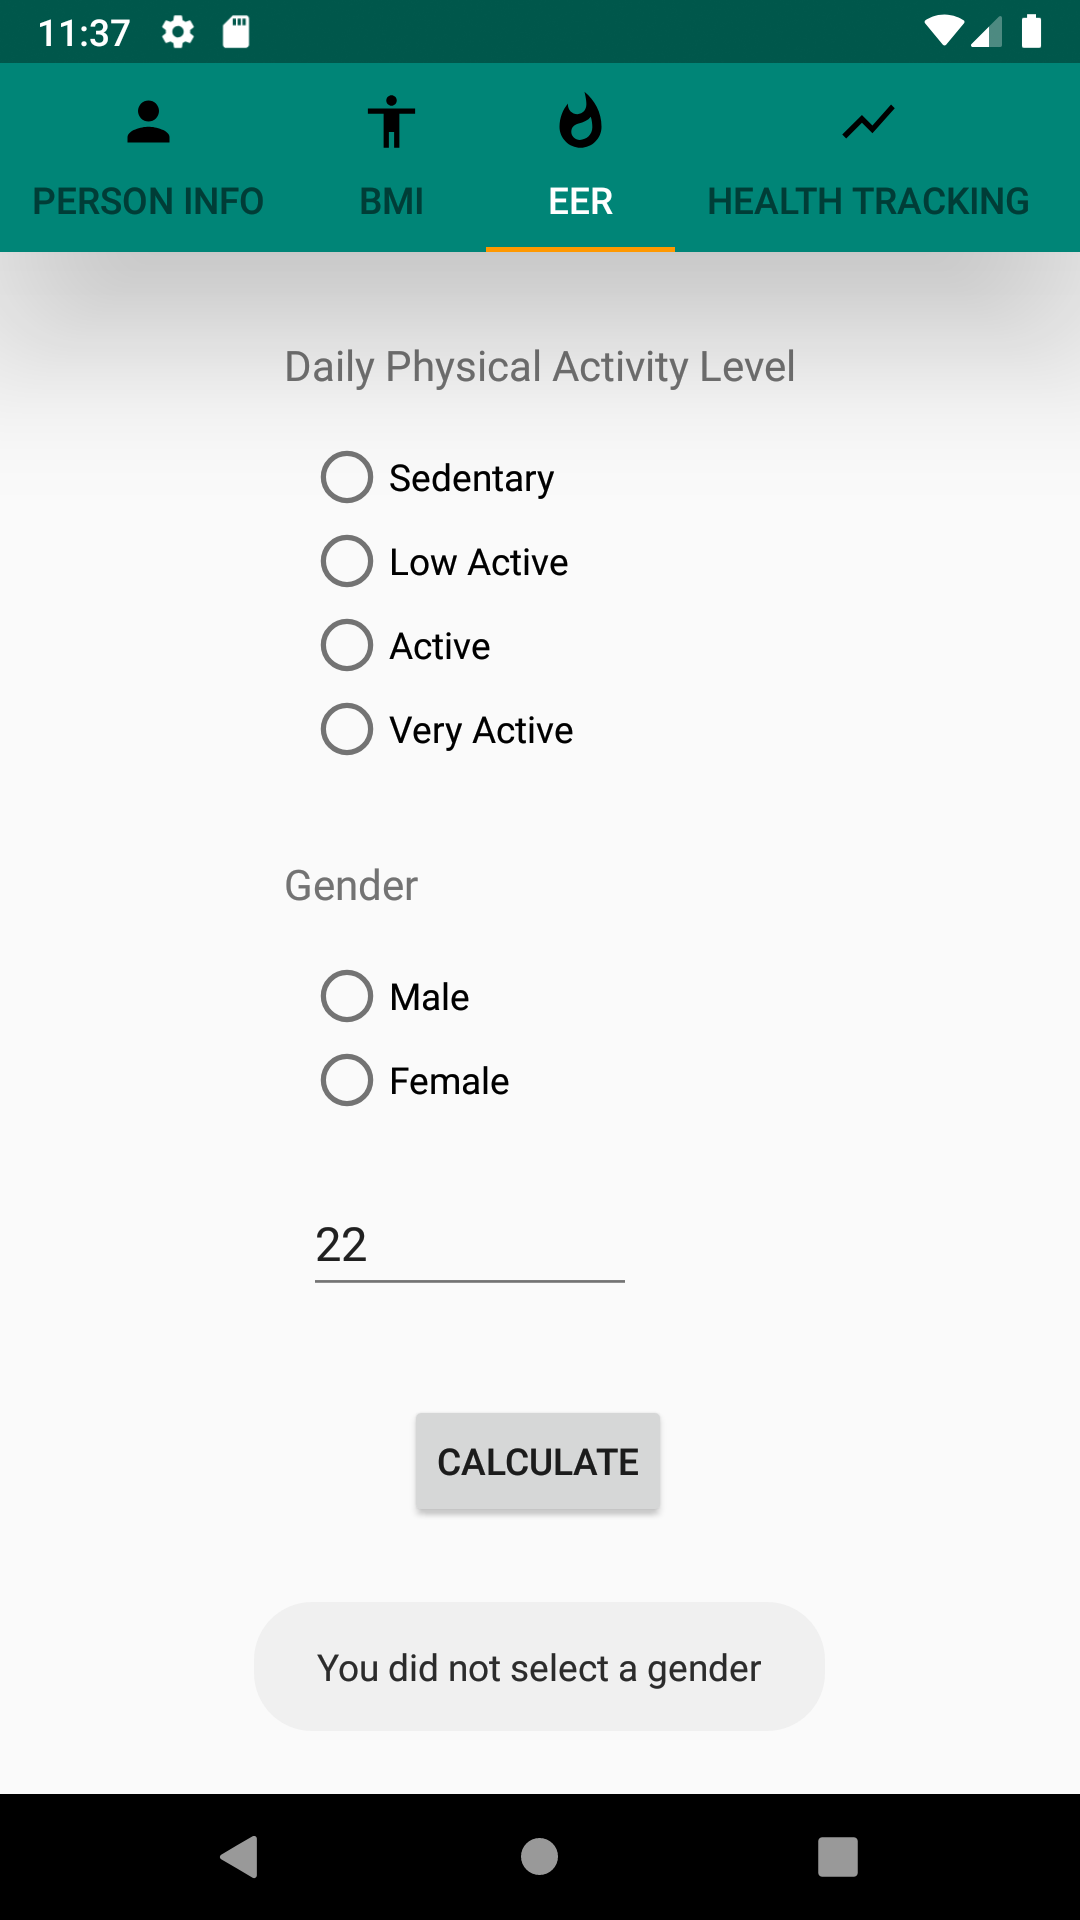 11:37
PERSON INFO BMI EER HEALTH TRACKING
Daily Physical Activity Level
Sedentary
Low Active
Active
Very Active
Gender
Male
Female
22
CALCULATE
You did not select a gender